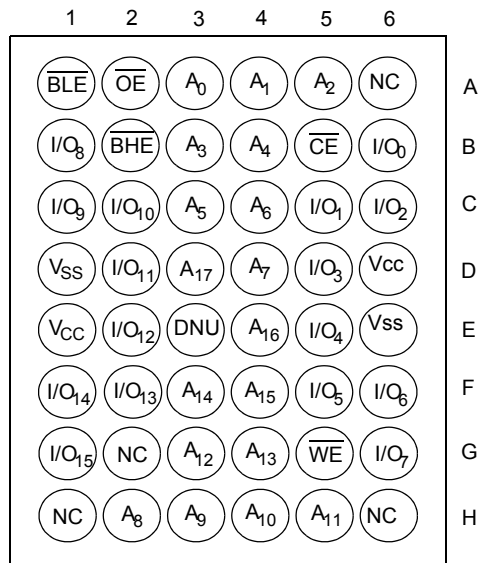 1 2 3 4 5 6
BLE OE A0 A1 A2 NC A
I/O8 BHE A3 A4 CE I/O0 B
I/O9 I/O10 A5 A6 I/O1 I/O2 C
VSS I/O11 A17 A7 I/O3 Vcc D
VCC I/O12 DNU A16 I/O4 Vss E
I/O14 I/O13 A14 A15 I/O5 I/O6 F
I/O15 NC A12 A13 WE I/O7 G
NC A8 A9 A10 A11 NC H